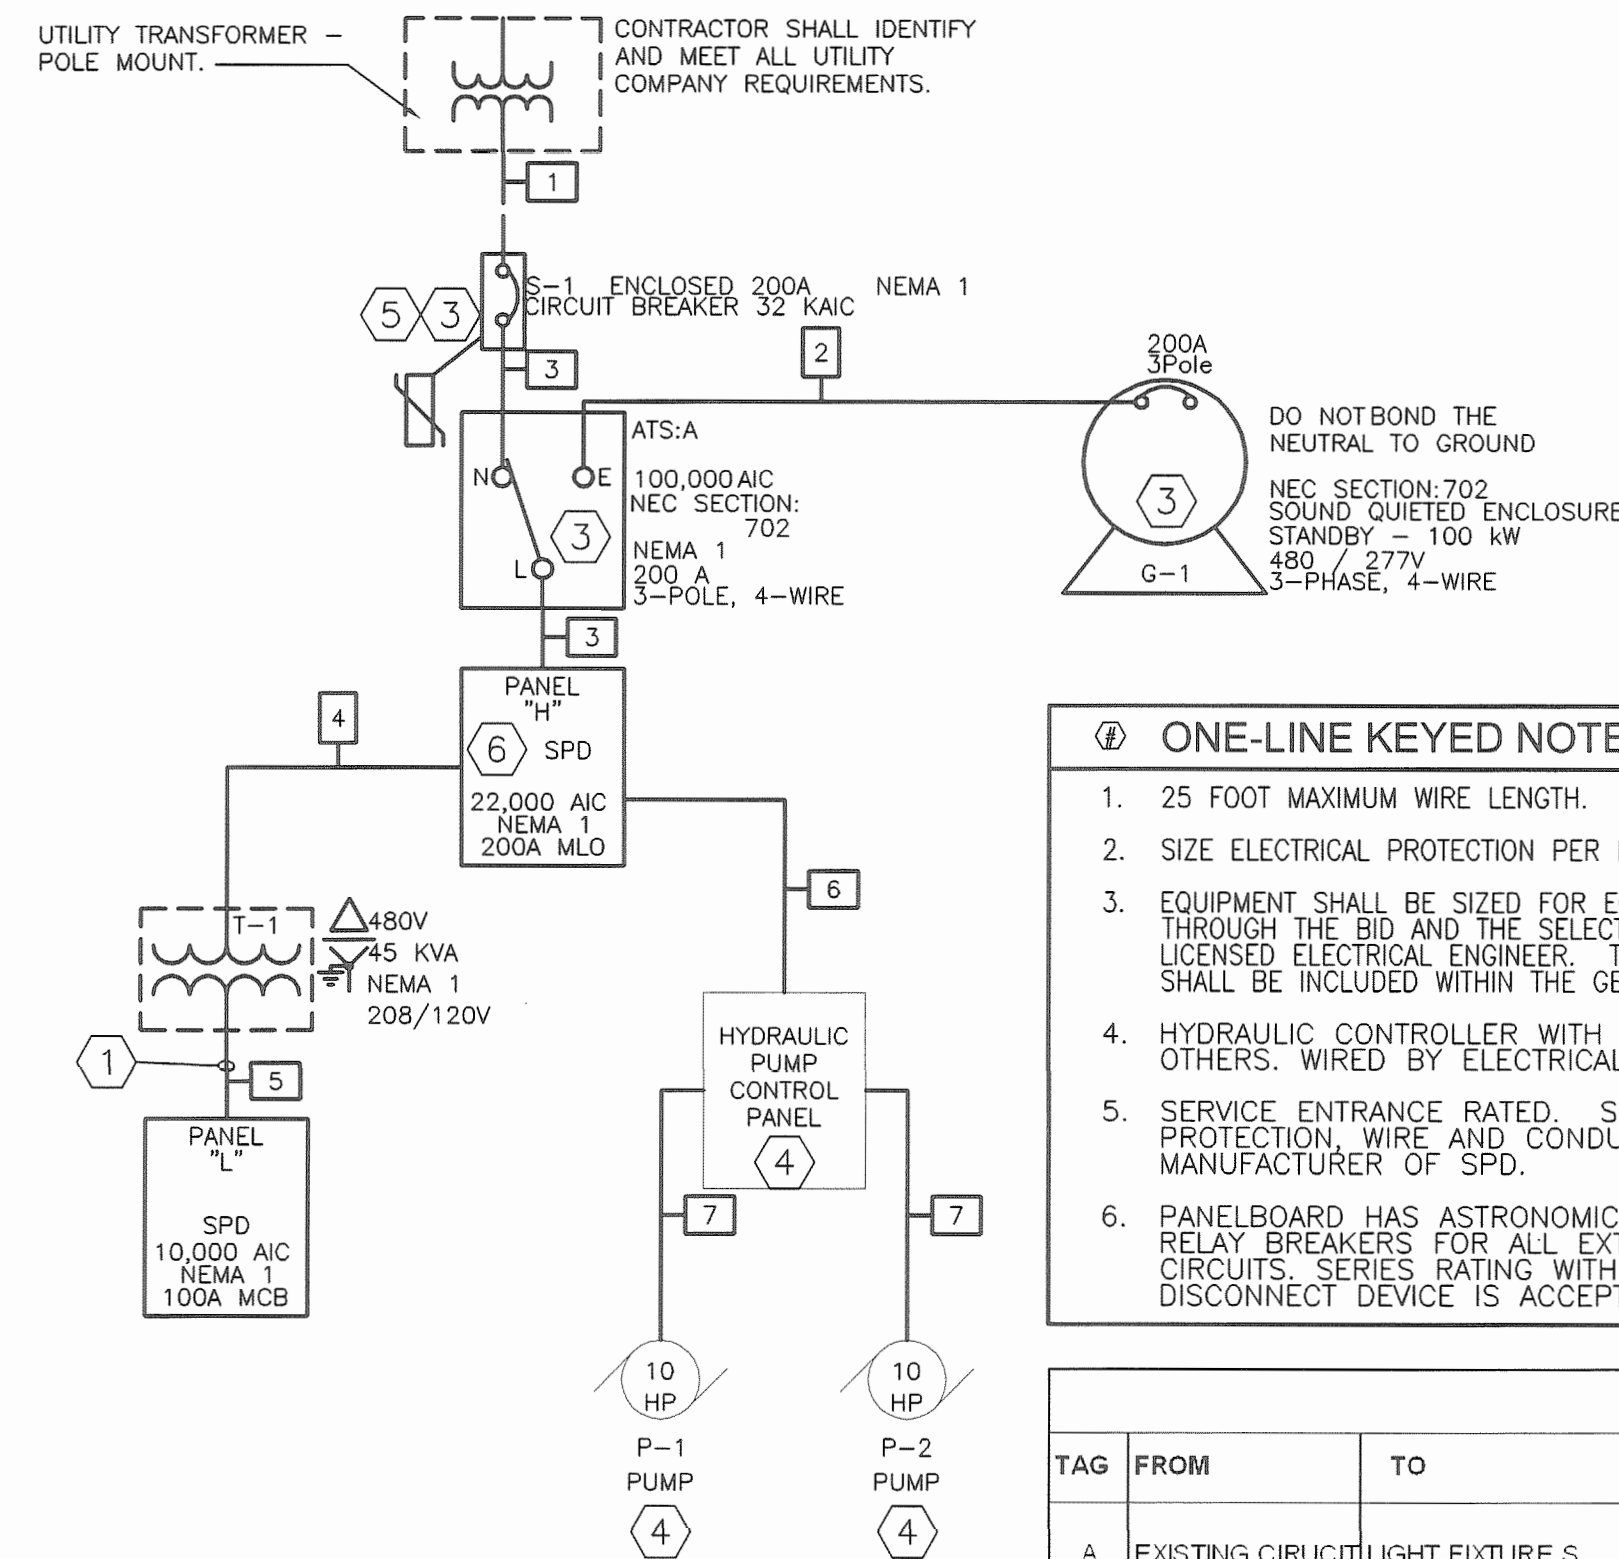 UTILITY TRANSFORMER –
POLE MOUNT.
CONTRACTOR SHALL IDENTIFY
AND MEET ALL UTILITY
COMPANY REQUIREMENTS.
1
S–1 ENCLOSED 200A NEMA 1
CIRCUIT BREAKER 32 KAIC
5
3
3
2
200A
3Pole
DO NOT BOND THE
NEUTRAL TO GROUND
NEC SECTION: 702
SOUND QUIETED ENCLOSURE
STANDBY – 100 kW
480 / 277V
3–PHASE, 4–WIRE
3
G–1
ATS:A
N
E
L
3
100,000 AIC
NEC SECTION:
702
NEMA 1
200 A
3–POLE, 4–WIRE
3
PANEL
"H"
6
SPD
22,000 AIC
NEMA 1
200A MLO
4
6
T–1
480V
45 KVA
NEMA 1
208/120V
1
5
PANEL
"L"
SPD
10,000 AIC
NEMA 1
100A MCB
HYDRAULIC
PUMP
CONTROL
PANEL
4
7
7
10
HP
P–1
PUMP
4
10
HP
P–2
PUMP
4
# ONE-LINE KEYED NOTE
1. 25 FOOT MAXIMUM WIRE LENGTH.
2. SIZE ELECTRICAL PROTECTION PER
3. EQUIPMENT SHALL BE SIZED FOR
THROUGH THE BID AND THE SELECT
LICENSED ELECTRICAL ENGINEER.
SHALL BE INCLUDED WITHIN THE
4. HYDRAULIC CONTROLLER WITH
OTHERS. WIRED BY ELECTRICAL
5. SERVICE ENTRANCE RATED.
PROTECTION, WIRE AND CONDU
MANUFACTURER OF SPD.
6. PANELBOARD HAS ASTRONOMIC
RELAY BREAKERS FOR ALL EXT
CIRCUITS. SERIES RATING WITH
DISCONNECT DEVICE IS ACCEPT
TAG FROM TO
A EXISTING CIRUCIT LIGHT FIXTURE S